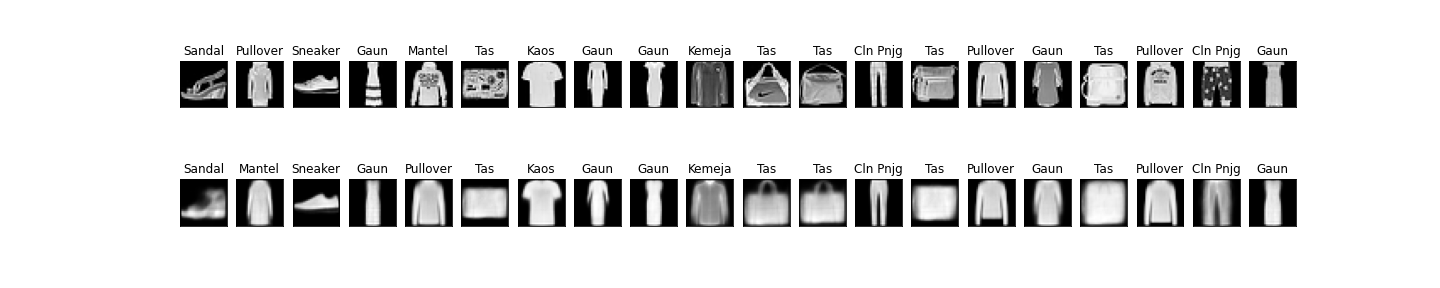 Sandal Pullover Sneaker Gaun Mantel Tas Kaos Gaun Gaun Kemeja Tas Tas Cln Pnjg Tas Pullover Gaun Tas Pullover Cln Pnjg Gaun
Sandal Mantel Sneaker Gaun Pullover Tas Kaos Gaun Gaun Kemeja Tas Tas Cln Pnjg Tas Pullover Gaun Tas Pullover Cln Pnjg Gaun